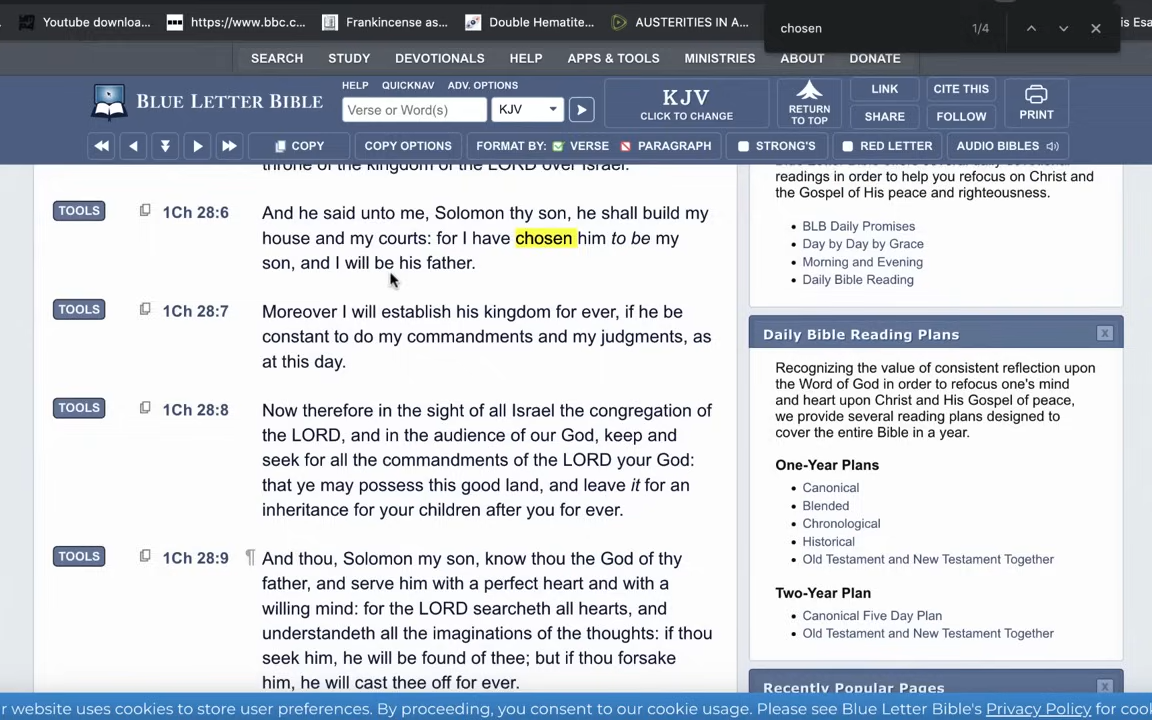 Youtube downloa...
https://www.bbc.c...
Frankincense as...
Double Hematite...
AUSTERITIES IN A...
is Esa
chosen
1/4
SEARCH STUDY DEVOTIONALS HELP APPS & TOOLS MINISTRIES ABOUT DONATE
BLUE LETTER BIBLE
HELP QUICKNAV ADV. OPTIONS
Verse or Word(s)
KJV
KJV
CLICK TO CHANGE
RETURN
TO TOP
LINK
CITE THIS
SHARE
FOLLOW
PRINT
COPY
COPY OPTIONS
FORMAT BY: VERSE PARAGRAPH
STRONG'S
RED LETTER
AUDIO BIBLES
throne of the kingdom of the LORD over Israel.
TOOLS
1Ch 28:6
And he said unto me, Solomon thy son, he shall build my
house and my courts: for I have chosen him to be my
son, and I will be his father.
TOOLS
1Ch 28:7
Moreover I will establish his kingdom for ever, if he be
constant to do my commandments and my judgments, as
at this day.
TOOLS
1Ch 28:8
Now therefore in the sight of all Israel the congregation of
the LORD, and in the audience of our God, keep and
seek for all the commandments of the LORD your God:
that ye may possess this good land, and leave it for an
inheritance for your children after you for ever.
TOOLS
1Ch 28:9
¶ And thou, Solomon my son, know thou the God of thy
father, and serve him with a perfect heart and with a
willing mind: for the LORD searcheth all hearts, and
understandeth all the imaginations of the thoughts: if thou
seek him, he will be found of thee; but if thou forsake
him, he will cast thee off for ever.
Blue Letter Bible offers several daily devotional
readings in order to help you refocus on Christ and
the Gospel of His peace and righteousness.
• BLB Daily Promises
• Day by Day by Grace
• Morning and Evening
• Daily Bible Reading
Daily Bible Reading Plans
X
Recognizing the value of consistent reflection upon
the Word of God in order to refocus one's mind
and heart upon Christ and His Gospel of peace,
we provide several reading plans designed to
cover the entire Bible in a year.
One-Year Plans
• Canonical
• Blended
• Chronological
• Historical
• Old Testament and New Testament Together
Two-Year Plan
• Canonical Five Day Plan
• Old Testament and New Testament Together
Recently Popular Pages
X
r website uses cookies to store user preferences. By proceeding, you consent to our cookie usage. Please see Blue Letter Bible's Privacy Policy for cook